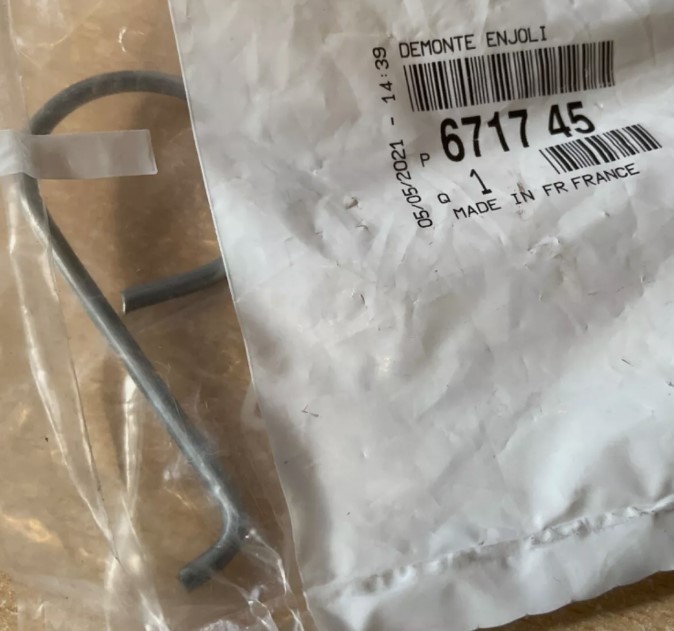 DEMONTE ENJOLI
P 6717 45
Q 1
MADE IN FR FRANCE
05/05/2021 - 14:39